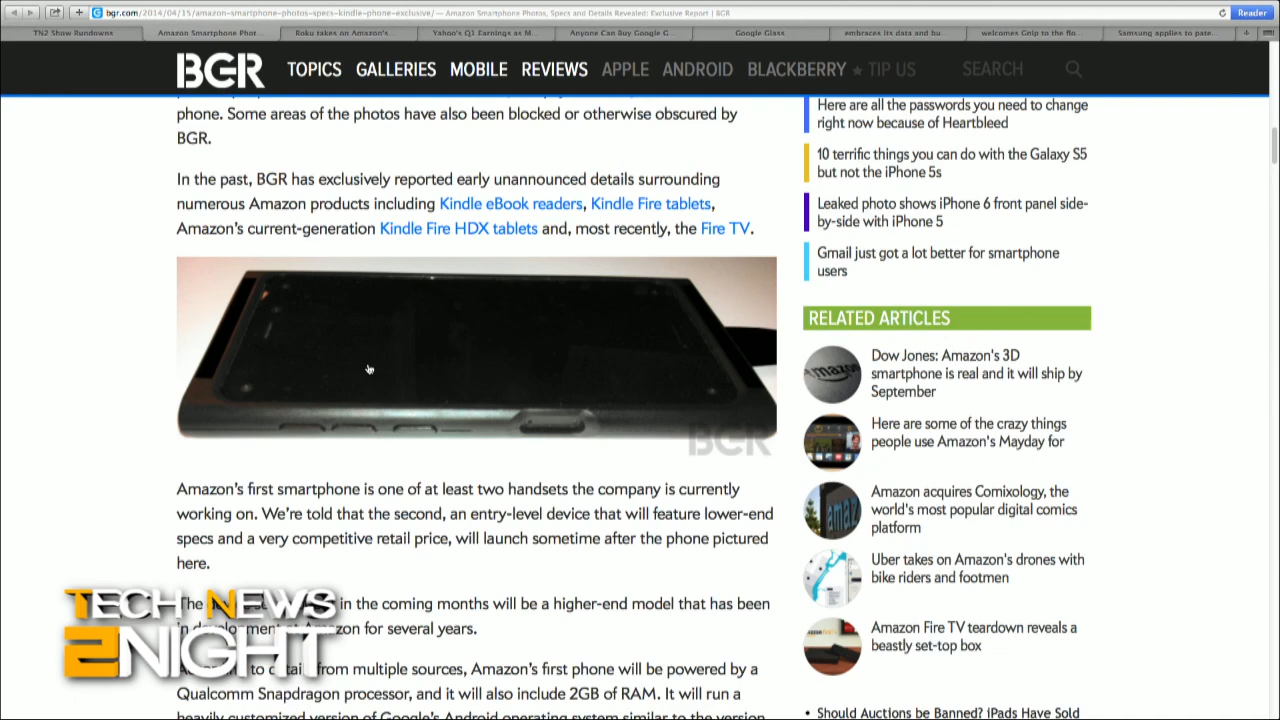 bgr.com/2014/04/15/amazon-smartphone-photos-specs-kindle-phone-exclusive/ — Amazon Smartphone Photos, Specs and Details Revealed: Exclusive Report | BGR
Reader
TN2 Show Rundowns
Amazon Smartphone Phot...
Roku takes on Amazon's...
Yahoo's Q1 Earnings as M...
Anyone Can Buy Google G...
Google Glass
embraces its data and bu...
welcomes Gnip to the flo...
Samsung applies to pate...
BGR TOPICS GALLERIES MOBILE REVIEWS APPLE ANDROID BLACKBERRY ★ TIP US SEARCH
phone. Some areas of the photos have also been blocked or otherwise obscured by
BGR.
In the past, BGR has exclusively reported early unannounced details surrounding
numerous Amazon products including Kindle eBook readers, Kindle Fire tablets,
Amazon's current-generation Kindle Fire HDX tablets and, most recently, the Fire TV.
BGR
Amazon's first smartphone is one of at least two handsets the company is currently
working on. We're told that the second, an entry-level device that will feature lower-end
specs and a very competitive retail price, will launch sometime after the phone pictured
here.
The in the coming months will be a higher-end model that has been
in development at Amazon for several years.
to from multiple sources, Amazon's first phone will be powered by a
Qualcomm Snapdragon processor, and it will also include 2GB of RAM. It will run a
heavily customized version of Google's Android operating system similar to the version
TECH NEWS
2NIGHT
Here are all the passwords you need to change
right now because of Heartbleed
10 terrific things you can do with the Galaxy S5
but not the iPhone 5s
Leaked photo shows iPhone 6 front panel side-
by-side with iPhone 5
Gmail just got a lot better for smartphone
users
RELATED ARTICLES
amazon
Dow Jones: Amazon's 3D
smartphone is real and it will ship by
September
Here are some of the crazy things
people use Amazon's Mayday for
amaz
Amazon acquires Comixology, the
world's most popular digital comics
platform
Uber takes on Amazon's drones with
bike riders and footmen
Amazon Fire TV teardown reveals a
beastly set-top box
• Should Auctions be Banned? iPads Have Sold